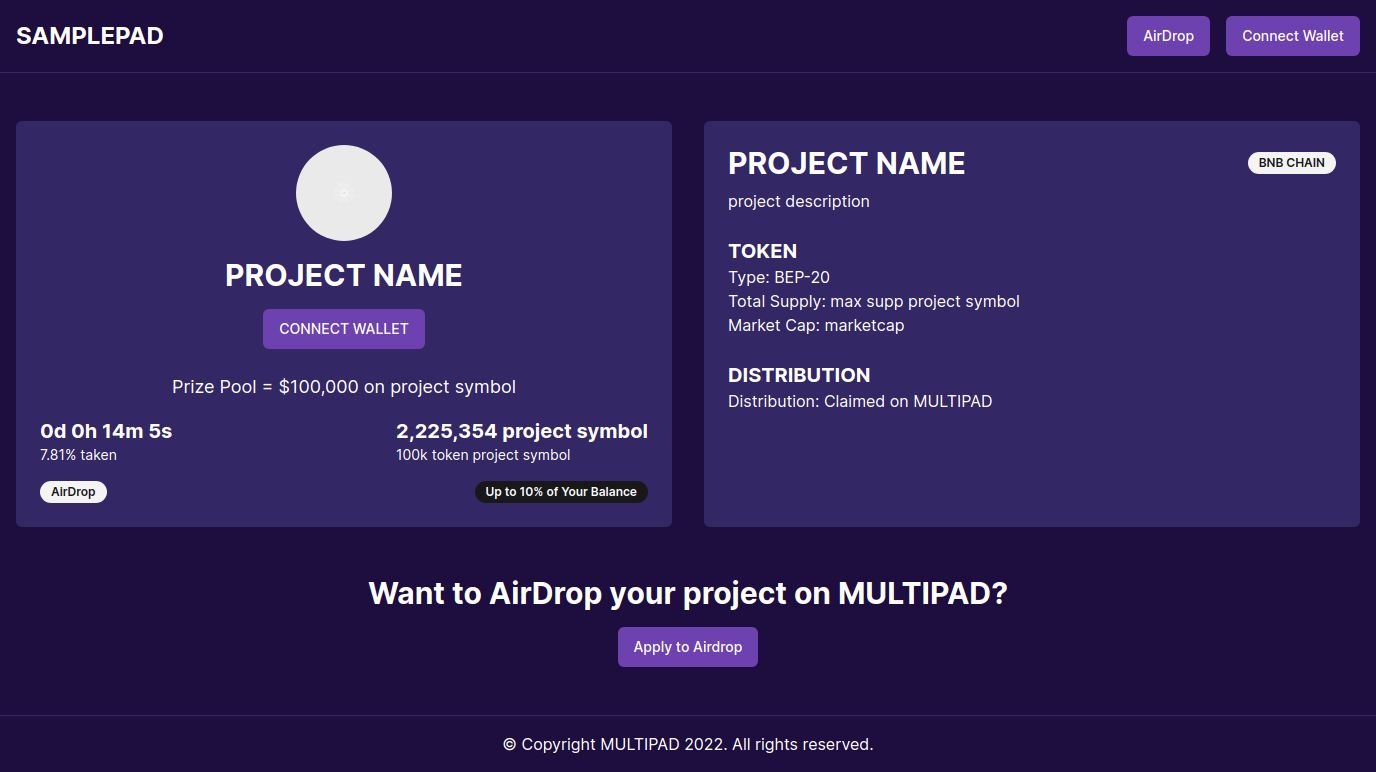 SAMPLEPAD
AirDrop
Connect Wallet
PROJECT NAME
CONNECT WALLET
Prize Pool = $100,000 on project symbol
0d 0h 14m 5s
2,225,354 project symbol
7.81% taken
100k token project symbol
AirDrop
Up to 10% of Your Balance
PROJECT NAME
BNB CHAIN
project description
TOKEN
Type: BEP-20
Total Supply: max supp project symbol
Market Cap: marketcap
DISTRIBUTION
Distribution: Claimed on MULTIPAD
Want to AirDrop your project on MULTIPAD?
Apply to Airdrop
© Copyright MULTIPAD 2022. All rights reserved.